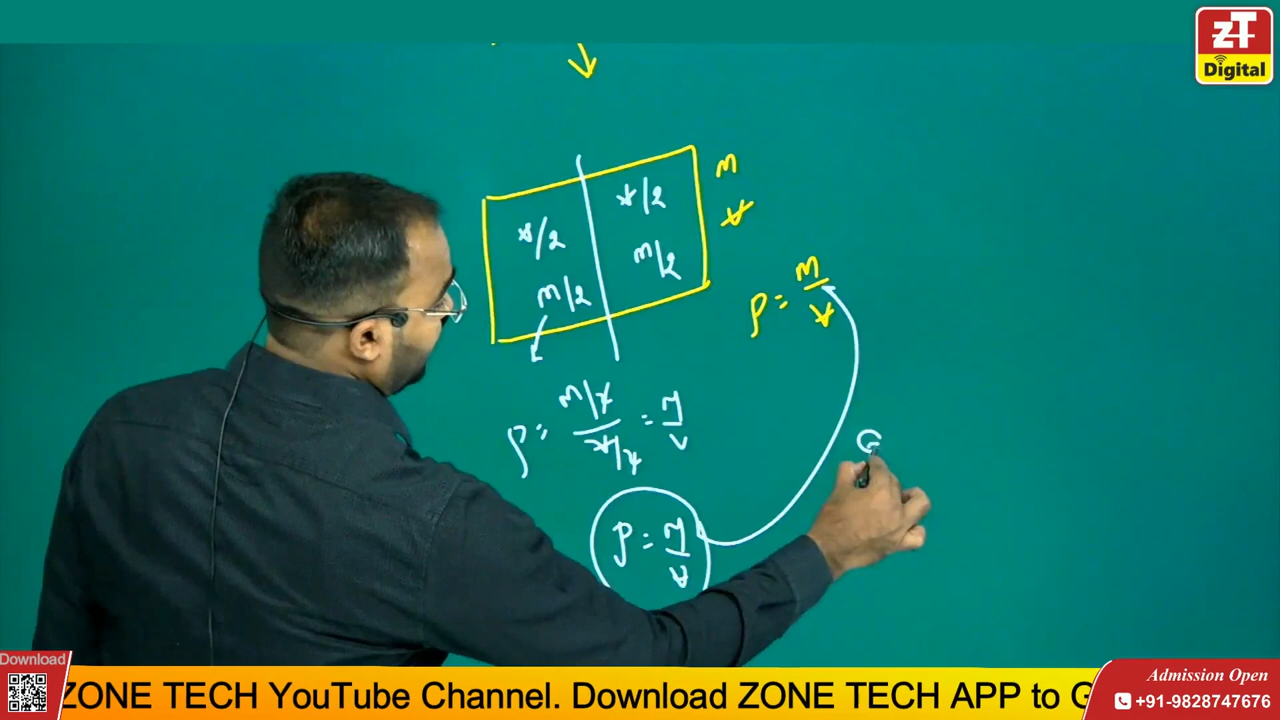 ZT
Digital
m
V
V/2
V/2
m/2
m/2
ρ = m/V
ρ = (m/2)/(V/2) = m/V
ρ = m/V
Download
ZONE TECH YouTube Channel. Download ZONE TECH APP to G
Admission Open
+91-9828747676